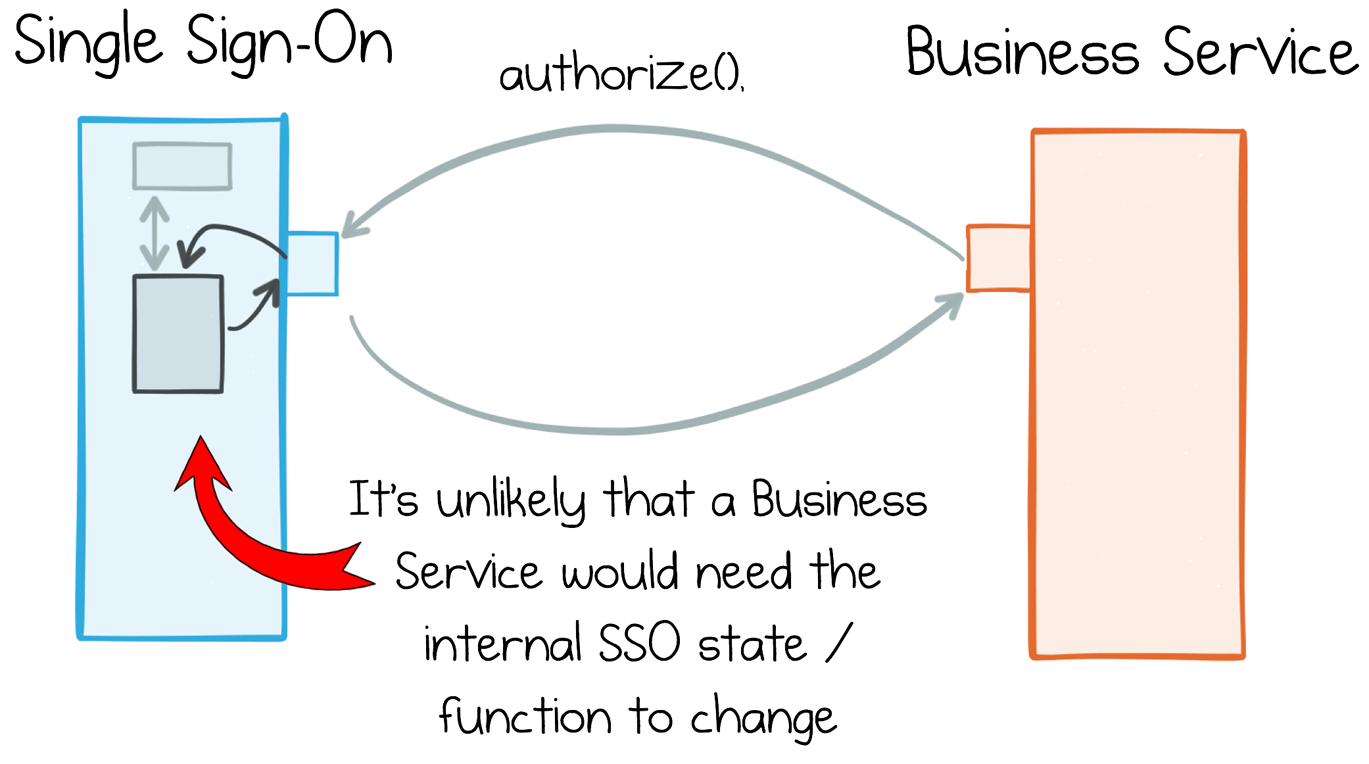 Single Sign-On
authorize(),
Business Service
It's unlikely that a Business
Service would need the
internal SSO state /
function to change